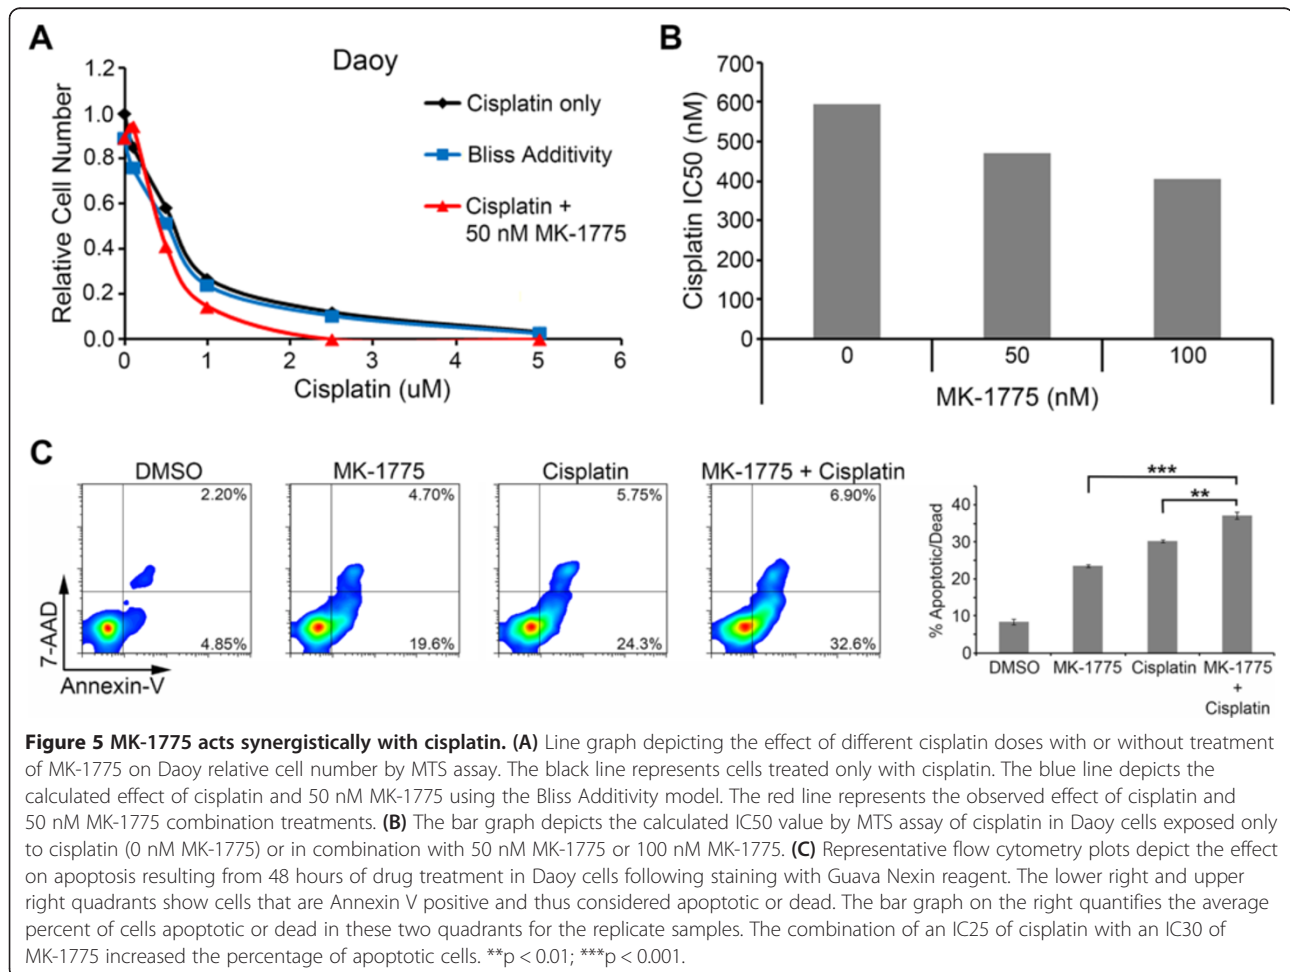 A
Daoy
1.2
1.0
0.8
0.6
0.4
0.2
0.0
Relative Cell Number
0 1 2 3 4 5 6
Cisplatin (uM)
Cisplatin only
Bliss Additivity
Cisplatin +
50 nM MK-1775
B
700
600
500
400
300
200
100
0
Cisplatin IC50 (nM)
0 50 100
MK-1775 (nM)
C
DMSO
2.20%
4.85%
7-AAD
Annexin-V
MK-1775
4.70%
19.6%
Cisplatin
5.75%
24.3%
MK-1775 + Cisplatin
6.90%
32.6%
***
**
40
30
20
10
0
% Apoptotic/Dead
DMSO MK-1775 Cisplatin MK-1775
+
Cisplatin
Figure 5 MK-1775 acts synergistically with cisplatin. (A) Line graph depicting the effect of different cisplatin doses with or without treatment
of MK-1775 on Daoy relative cell number by MTS assay. The black line represents cells treated only with cisplatin. The blue line depicts the
calculated effect of cisplatin and 50 nM MK-1775 using the Bliss Additivity model. The red line represents the observed effect of cisplatin and
50 nM MK-1775 combination treatments. (B) The bar graph depicts the calculated IC50 value by MTS assay of cisplatin in Daoy cells exposed only
to cisplatin (0 nM MK-1775) or in combination with 50 nM MK-1775 or 100 nM MK-1775. (C) Representative flow cytometry plots depict the effect
on apoptosis resulting from 48 hours of drug treatment in Daoy cells following staining with Guava Nexin reagent. The lower right and upper
right quadrants show cells that are Annexin V positive and thus considered apoptotic or dead. The bar graph on the right quantifies the average
percent of cells apoptotic or dead in these two quadrants for the replicate samples. The combination of an IC25 of cisplatin with an IC30 of
MK-1775 increased the percentage of apoptotic cells. **p < 0.01; ***p < 0.001.